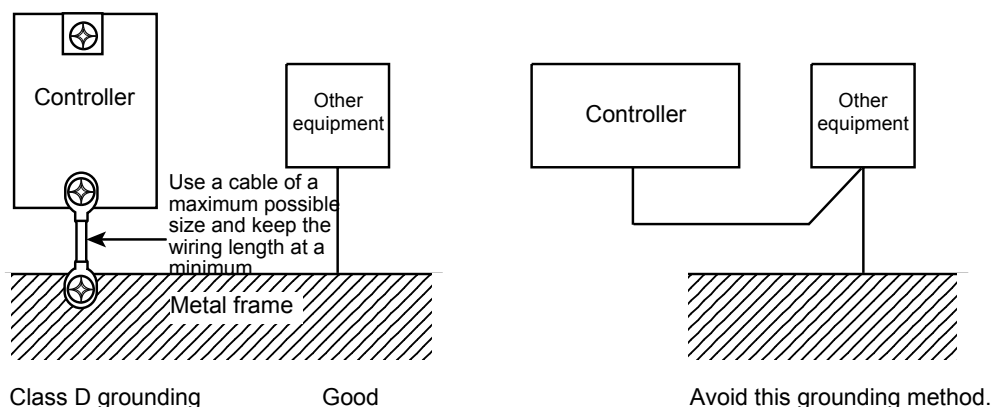 Controller
Other
equipment
Use a cable of a
maximum possible
size and keep the
wiring length at a
minimum
Metal frame
Class D grounding
Good
Controller
Other
equipment
Avoid this grounding method.